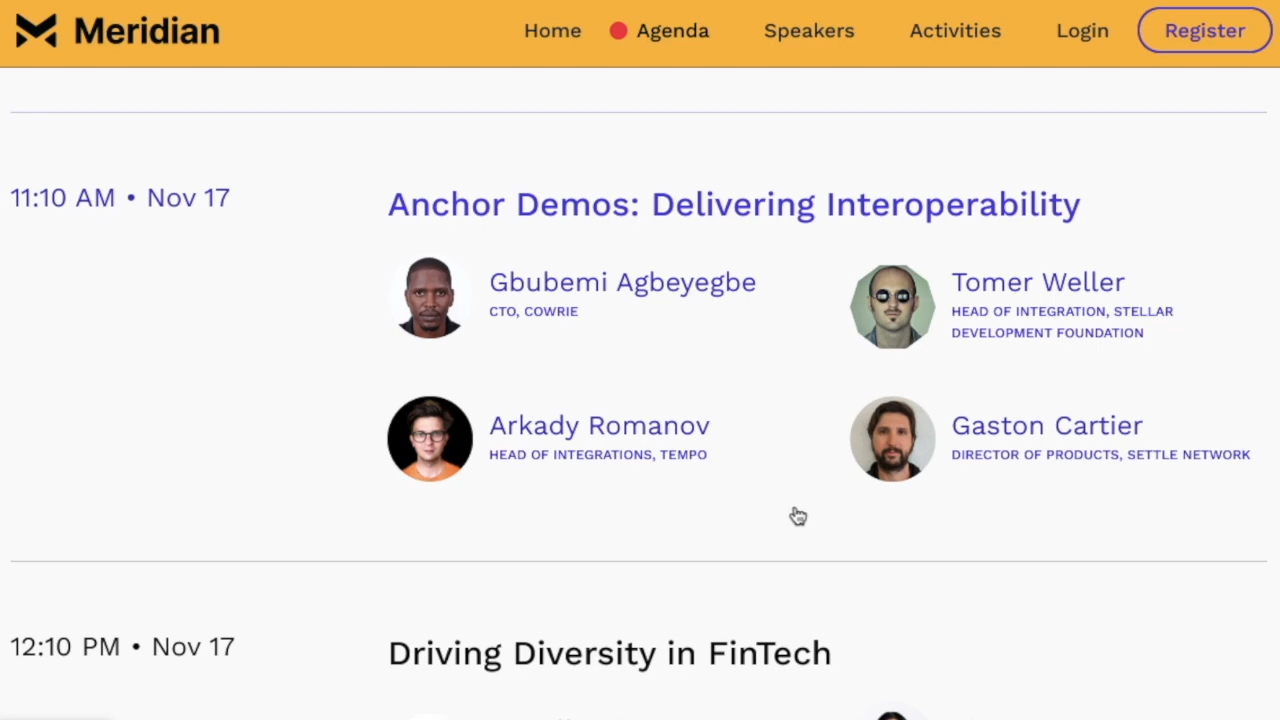 Meridian
Home
Agenda
Speakers
Activities
Login
Register
11:10 AM • Nov 17
Anchor Demos: Delivering Interoperability
Gbubemi Agbeyegbe
CTO, COWRIE
Tomer Weller
HEAD OF INTEGRATION, STELLAR
DEVELOPMENT FOUNDATION
Arkady Romanov
HEAD OF INTEGRATIONS, TEMPO
Gaston Cartier
DIRECTOR OF PRODUCTS, SETTLE NETWORK
12:10 PM • Nov 17
Driving Diversity in FinTech